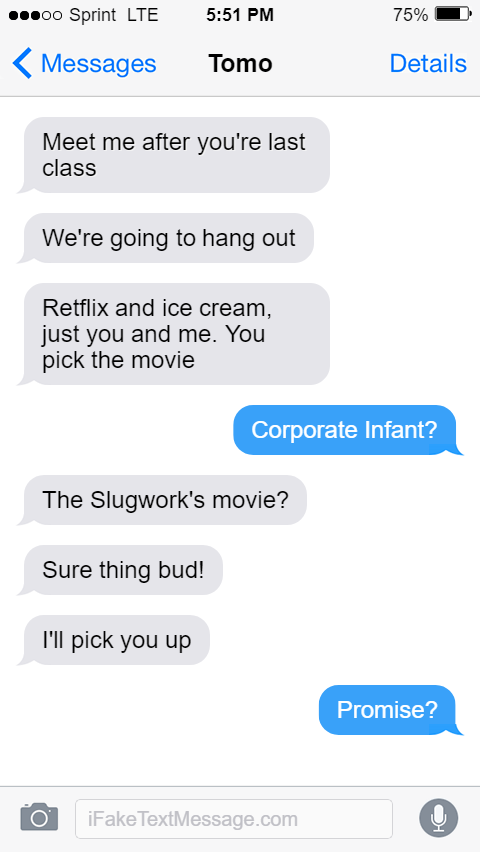 Sprint LTE 5:51 PM 75%
Messages Tomo Details
Meet me after you're last
class
We're going to hang out
Retflix and ice cream,
just you and me. You
pick the movie
Corporate Infant?
The Slugwork's movie?
Sure thing bud!
I'll pick you up
Promise?
iFakeTextMessage.com